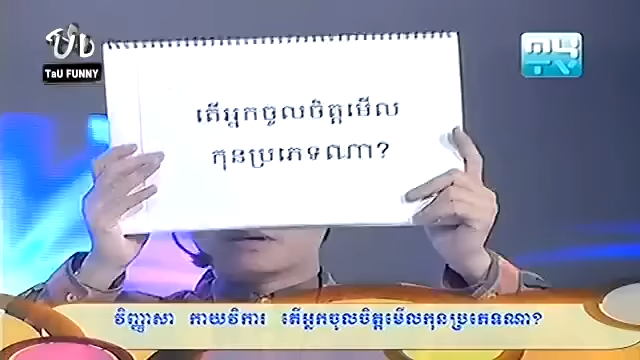 TaU FUNNY
តើអ្នកចូលចិត្តមើល
កុនប្រភេទណា?
វិញ្ញាសា កាយវិការ តើអ្នកចូលចិត្តមើលកុនប្រភេទណា?